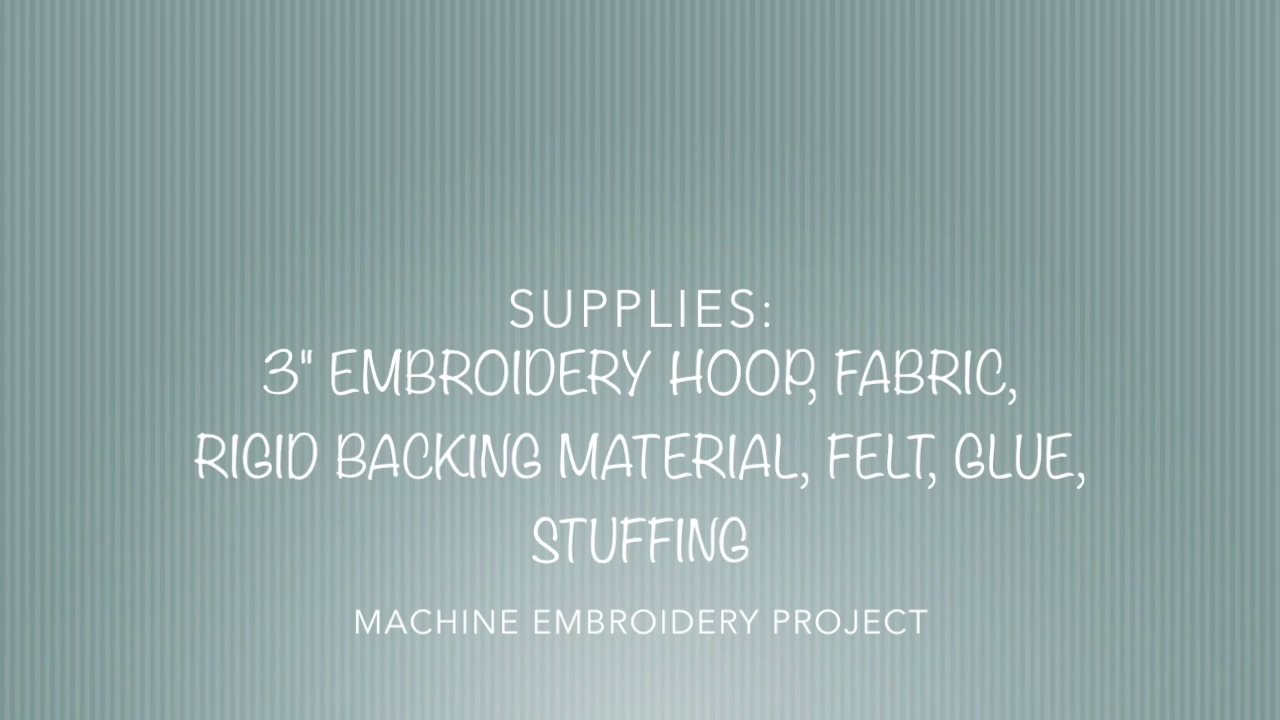 SUPPLIES:
3" EMBROIDERY HOOP, FABRIC,
RIGID BACKING MATERIAL, FELT, GLUE,
STUFFING
MACHINE EMBROIDERY PROJECT